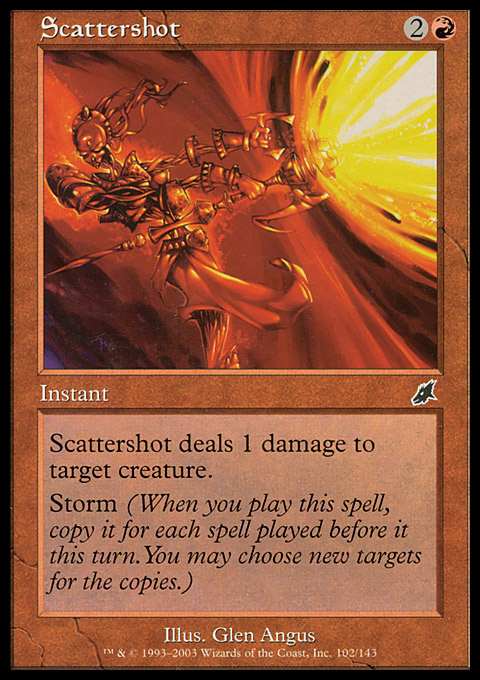 Scattershot 2
Instant
Scattershot deals 1 damage to
target creature.
Storm (When you play this spell,
copy it for each spell played before it
this turn. You may choose new targets
for the copies.)
Illus. Glen Angus
™ & © 1993–2003 Wizards of the Coast, Inc. 102/143